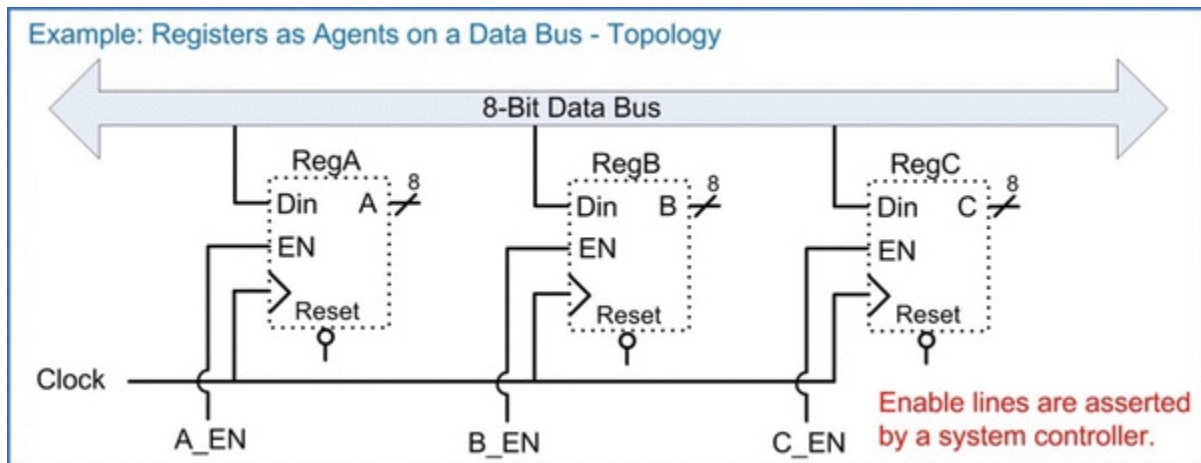 Example: Registers as Agents on a Data Bus - Topology
8-Bit Data Bus
RegA
RegB
RegC
Din A 8
Din B 8
Din C 8
EN
EN
EN
Reset
Reset
Reset
Clock
A_EN
B_EN
C_EN
Enable lines are asserted
by a system controller.